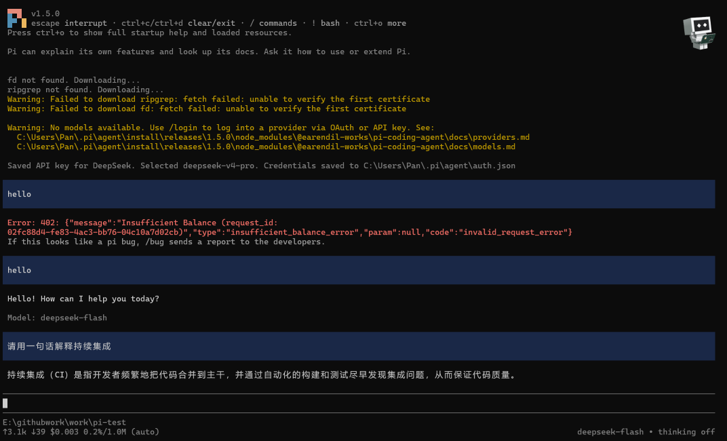 v1.5.0
escape interrupt · ctrl+c/ctrl+d clear/exit · / commands · ! bash · ctrl+o more
Press ctrl+o to show full startup help and loaded resources.
Pi can explain its own features and look up its docs. Ask it how to use or extend Pi.
fd not found. Downloading...
ripgrep not found. Downloading...
Warning: Failed to download ripgrep: fetch failed: unable to verify the first certificate
Warning: Failed to download fd: fetch failed: unable to verify the first certificate
Warning: No models available. Use /login to log into a provider via OAuth or API key. See:
C:\Users\Pan\.pi\agent\install\releases\1.5.0\node_modules\@earendil-works\pi-coding-agent\docs\providers.md
C:\Users\Pan\.pi\agent\install\releases\1.5.0\node_modules\@earendil-works\pi-coding-agent\docs\models.md
Saved API key for DeepSeek. Selected deepseek-v4-pro. Credentials saved to C:\Users\Pan\.pi\agent\auth.json
hello
Error: 402: {"message":"Insufficient Balance (request_id:
02fc88d4-fe83-4ac3-bb76-04c10a7d02cb)","type":"insufficient_balance_error","param":null,"code":"invalid_request_error"}
If this looks like a pi bug, /bug sends a report to the developers.
hello
Hello! How can I help you today?
Model: deepseek-flash
请用一句话解释持续集成
持续集成（CI）是指开发者频繁地把代码合并到主干，并通过自动化的构建和测试尽早发现集成问题，从而保证代码质量。
E:\githubwork\work\pi-test
↑3.1k ↓39 $0.003 0.2%/1.0M (auto) deepseek-flash • thinking off